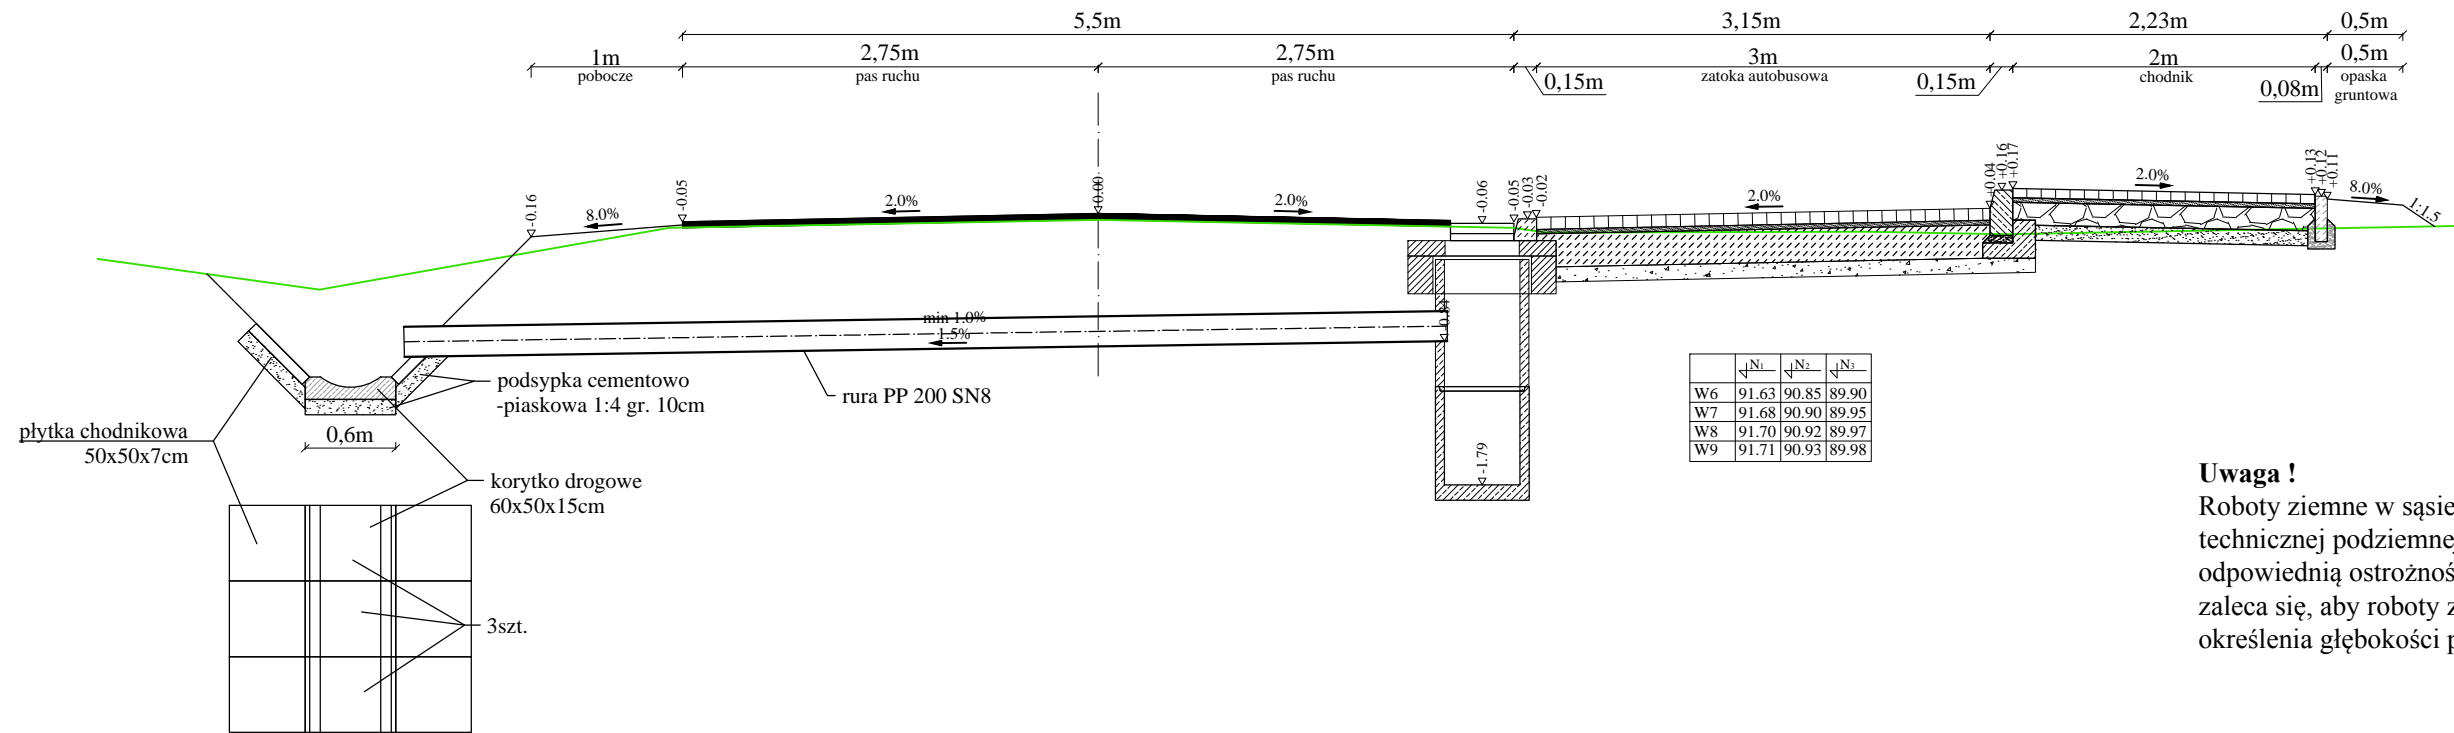 5,5m
3,15m
2,23m
0,5m
1m
2,75m
2,75m
3m
2m
0,5m
pobocze
pas ruchu
pas ruchu
zatoka autobusowa
chodnik
opaska
gruntowa
0,15m
0,15m
0,08m
-0.16
-0.05
±0.00
-0.06
-0.05
-0.03
-0.02
+0.04
+0.16
+0.17
+0.13
+0.12
+0.11
8.0%
2.0%
2.0%
2.0%
2.0%
8.0%
1:1.5
min 1.0%
1.5%
-0.84
-1.79
podsypka cementowo
-piaskowa 1:4 gr. 10cm
rura PP 200 SN8
płytka chodnikowa
50x50x7cm
0,6m
korytko drogowe
60x50x15cm
3szt.
N1 N2 N3
W6 91.63 90.85 89.90
W7 91.68 90.90 89.95
W8 91.70 90.92 89.97
W9 91.71 90.93 89.98
Uwaga !
Roboty ziemne w sąsie
technicznej podziemnej
odpowiednią ostrożnoś
zaleca się, aby roboty z
określenia głębokości p